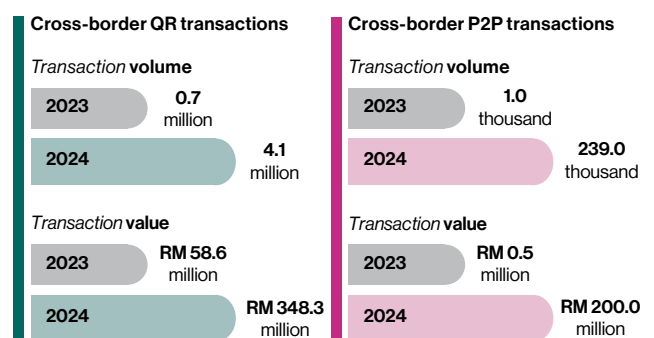 Cross-border QR transactions
Transaction volume
2023
0.7
million
2024
4.1
million
Transaction value
2023
RM 58.6
million
2024
RM 348.3
million
Cross-border P2P transactions
Transaction volume
2023
1.0
thousand
2024
239.0
thousand
Transaction value
2023
RM 0.5
million
2024
RM 200.0
million